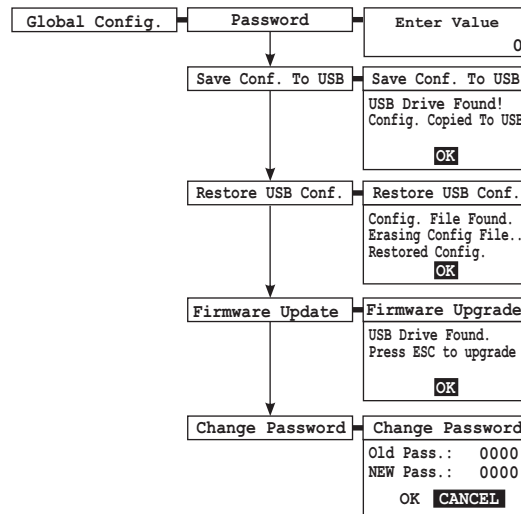 Global Config.
Password
Enter Value
0
Save Conf. To USB
Save Conf. To USB
USB Drive Found!
Config. Copied To USB
OK
Restore USB Conf.
Restore USB Conf.
Config. File Found.
Erasing Config File..
Restored Config.
OK
Firmware Update
Firmware Upgrade
USB Drive Found.
Press ESC to upgrade
OK
Change Password
Change Password
Old Pass.: 0000
NEW Pass.: 0000
OK CANCEL